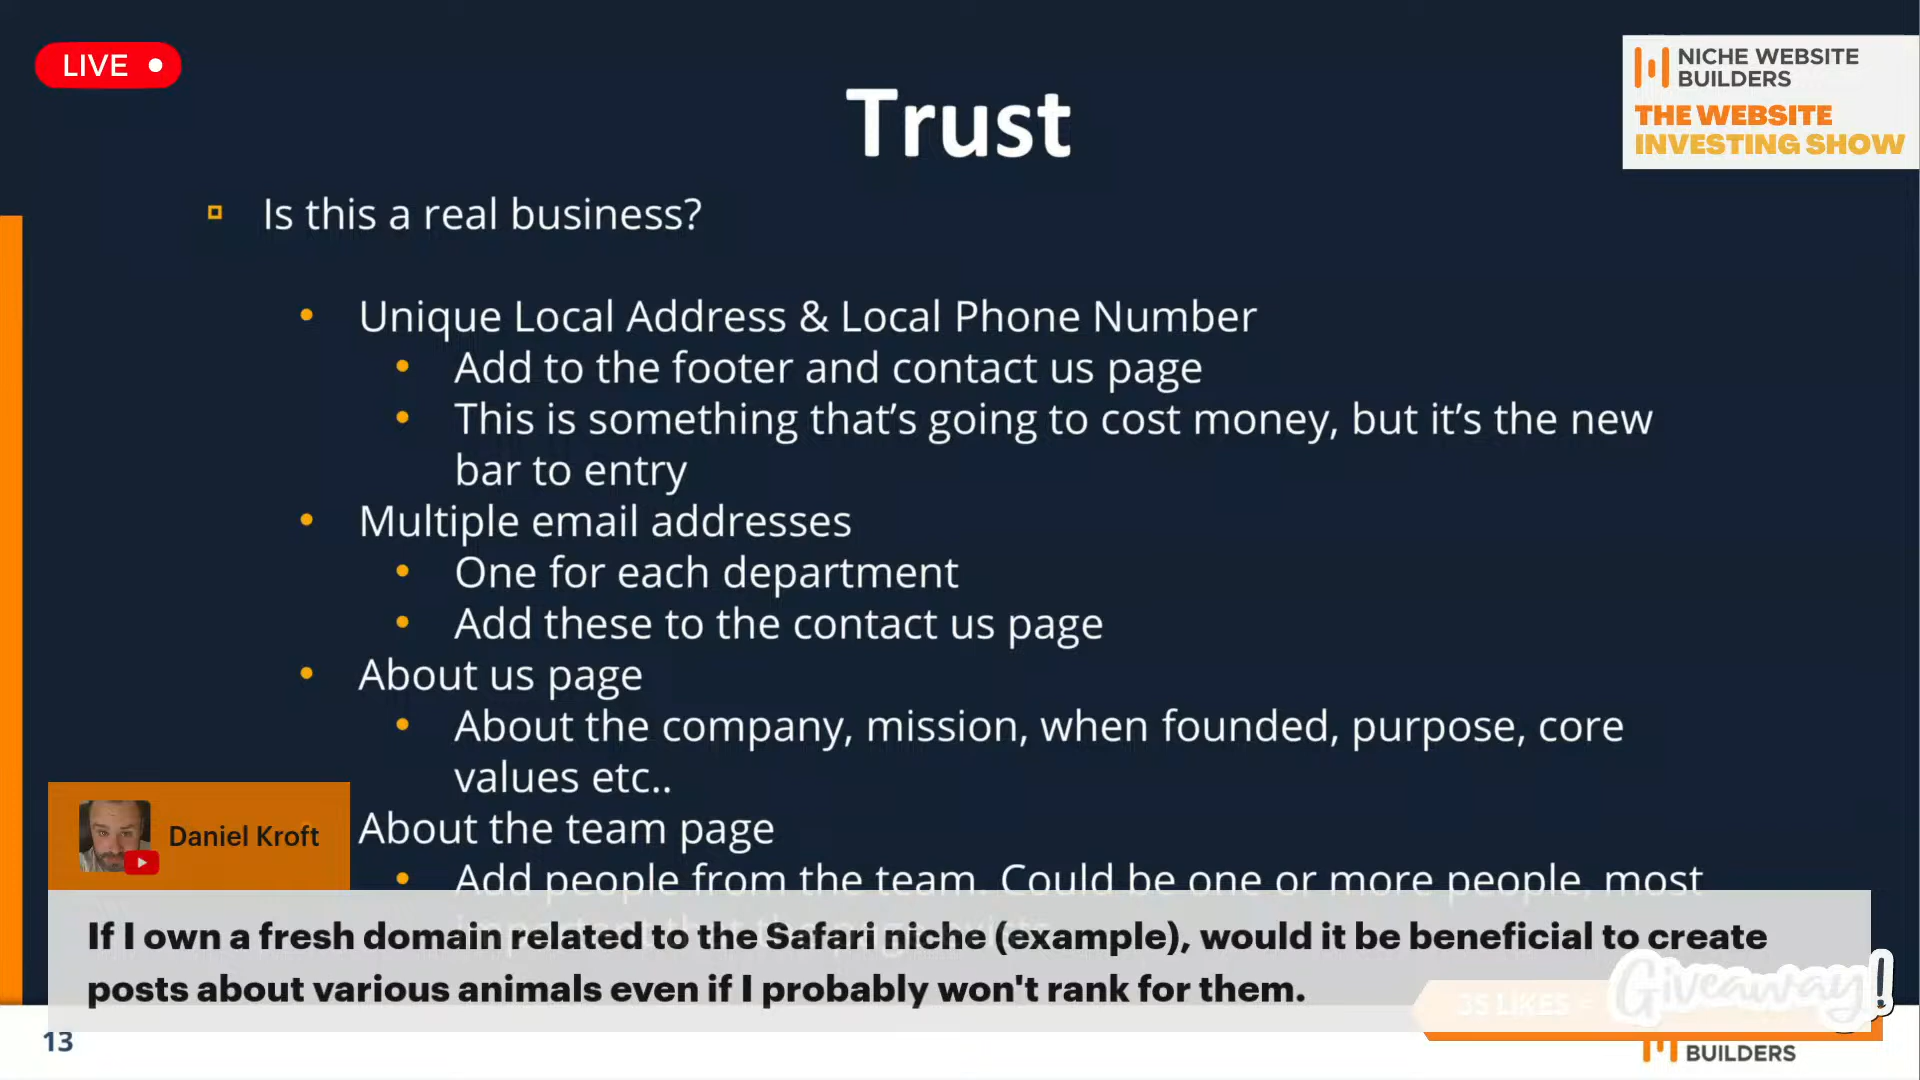 LIVE
NICHE WEBSITE
BUILDERS
THE WEBSITE
INVESTING SHOW
Trust
Is this a real business?
Unique Local Address & Local Phone Number
Add to the footer and contact us page
This is something that’s going to cost money, but it’s the new
bar to entry
Multiple email addresses
One for each department
Add these to the contact us page
About us page
About the company, mission, when founded, purpose, core
values etc..
About the team page
Add people from the team. Could be one or more people, most
Daniel Kroft
If I own a fresh domain related to the Safari niche (example), would it be beneficial to create
posts about various animals even if I probably won't rank for them.
35 LIKES
Giveaway!
13
BUILDERS